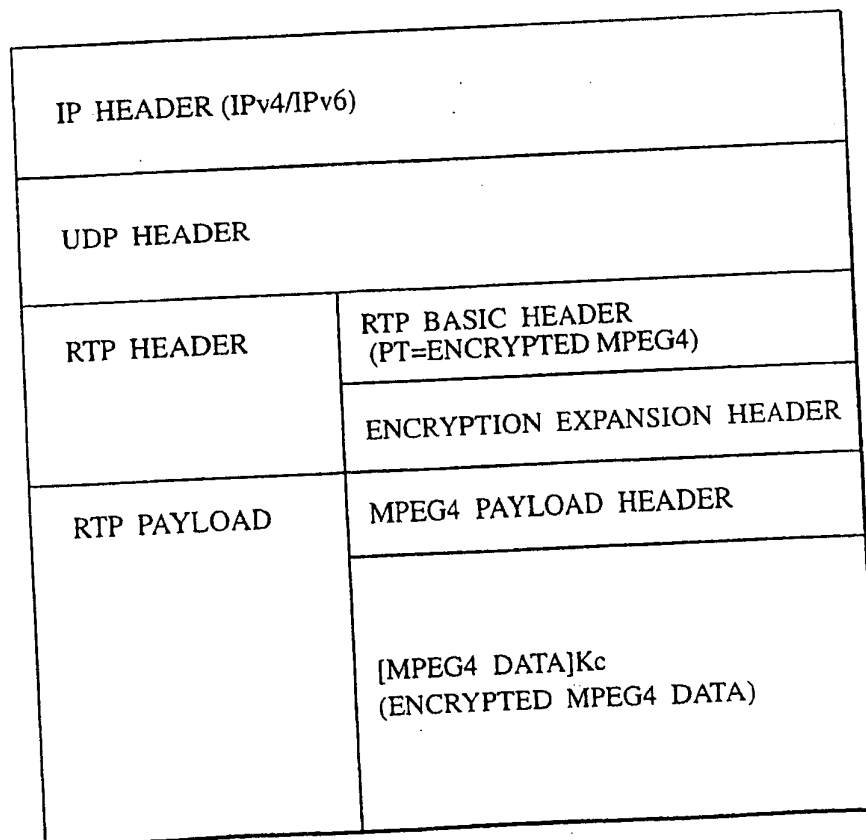 IP HEADER (IPv4/IPv6)
UDP HEADER
RTP HEADER
RTP BASIC HEADER
(PT=ENCRYPTED MPEG4)
ENCRYPTION EXPANSION HEADER
RTP PAYLOAD
MPEG4 PAYLOAD HEADER
[MPEG4 DATA]Kc
(ENCRYPTED MPEG4 DATA)